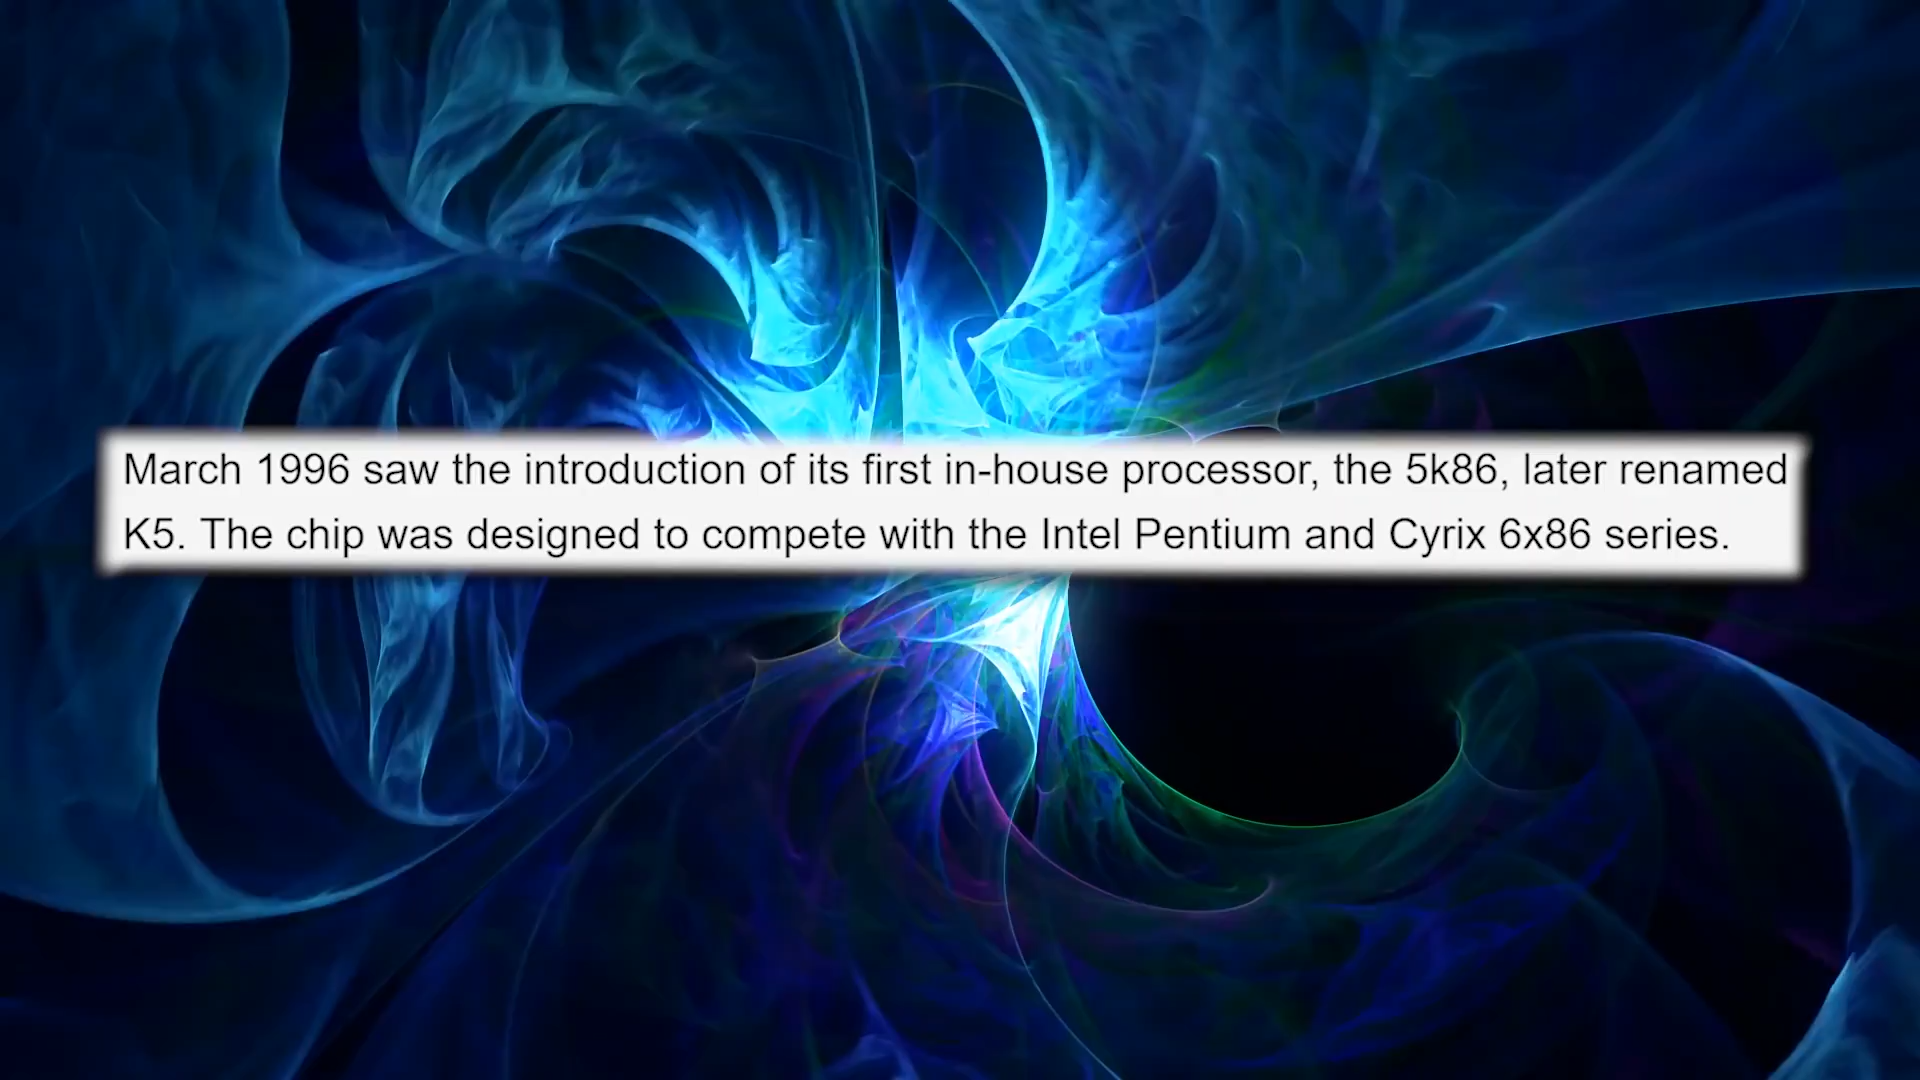 March 1996 saw the introduction of its first in-house processor, the 5k86, later renamed
K5. The chip was designed to compete with the Intel Pentium and Cyrix 6x86 series.